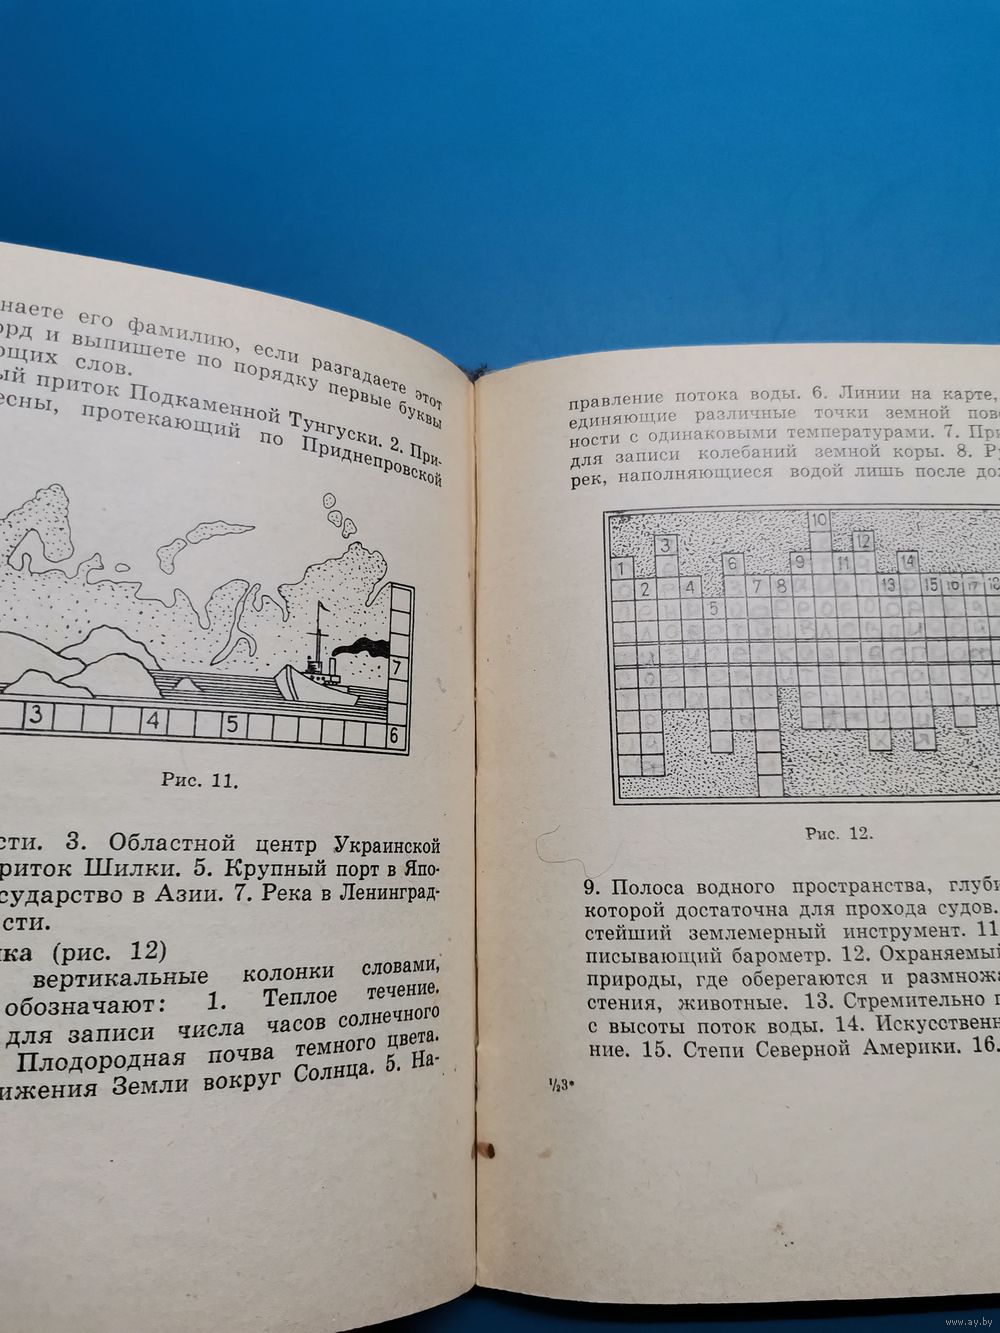 наете его фамилию, если разгадаете этот
орд и выпишете по порядку первые буквы
ющих слов.
ый приток Подкаменной Тунгуски. 2. При-
есны, протекающий по Приднепровской
7
3 4 5 6
Рис. 11.
сти. 3. Областной центр Украинской
риток Шилки. 5. Крупный порт в Япо-
сударство в Азии. 7. Река в Ленинград-
сти.
ка (рис. 12)
вертикальные колонки словами,
обозначают: 1. Теплое течение.
для записи числа часов солнечного
Плодородная почва темного цвета.
ижения Земли вокруг Солнца. 5. На-
правление потока воды. 6. Линии на карте,
единяющие различные точки земной пов
ности с одинаковыми температурами. 7. При
для записи колебаний земной коры. 8. Ру
рек, наполняющиеся водой лишь после дож
10
3 12
1 6 9 11 14
2 4 7 8 13 15 16 17 18
5
Рис. 12.
9. Полоса водного пространства, глуби
которой достаточна для прохода судов.
стейший землемерный инструмент. 11
писывающий барометр. 12. Охраняемый
природы, где оберегаются и размножа
стения, животные. 13. Стремительно п
с высоты поток воды. 14. Искусственн
ние. 15. Степи Северной Америки. 16.
½3*
www.ay.by